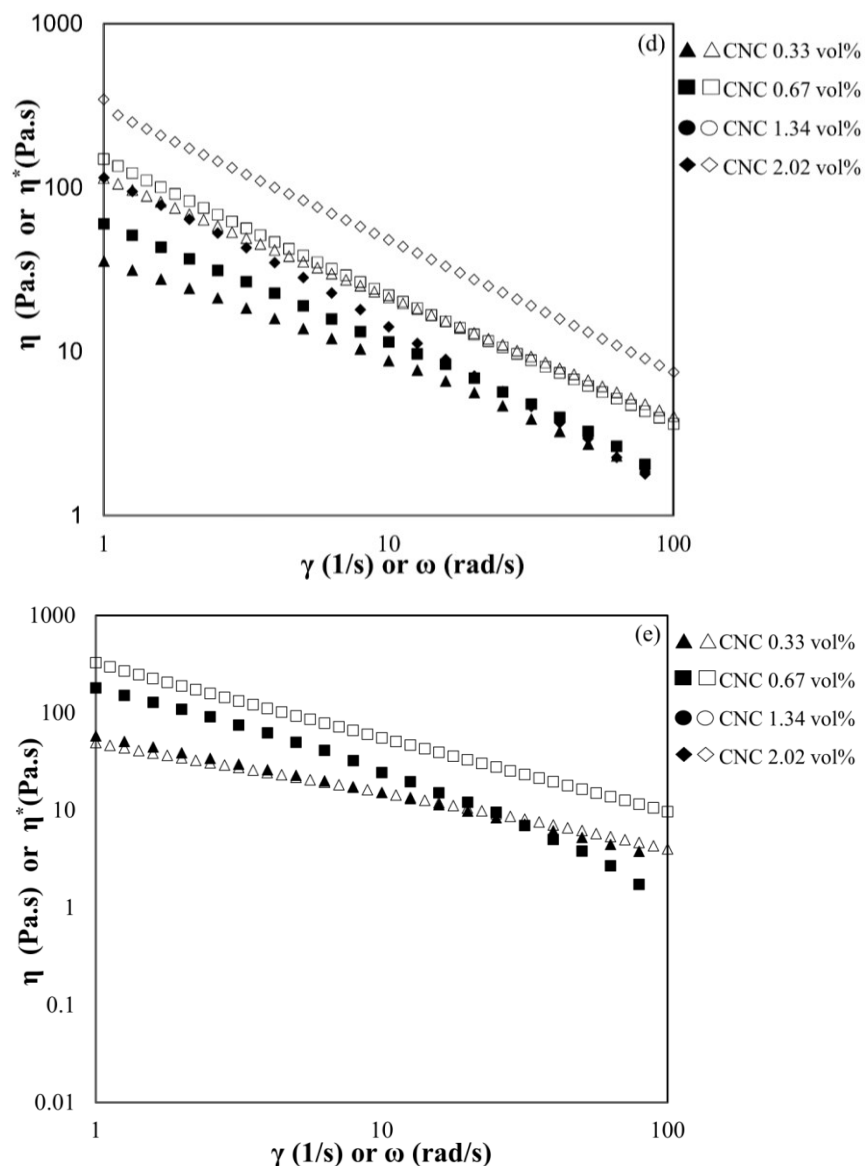 (d)
1000
100
10
1
η (Pa.s) or η*(Pa.s)
1 10 100
γ (1/s) or ω (rad/s)
CNC 0.33 vol%
CNC 0.67 vol%
CNC 1.34 vol%
CNC 2.02 vol%
(e)
1000
100
10
1
0.1
0.01
η (Pa.s) or η*(Pa.s)
1 10 100
γ (1/s) or ω (rad/s)
CNC 0.33 vol%
CNC 0.67 vol%
CNC 1.34 vol%
CNC 2.02 vol%